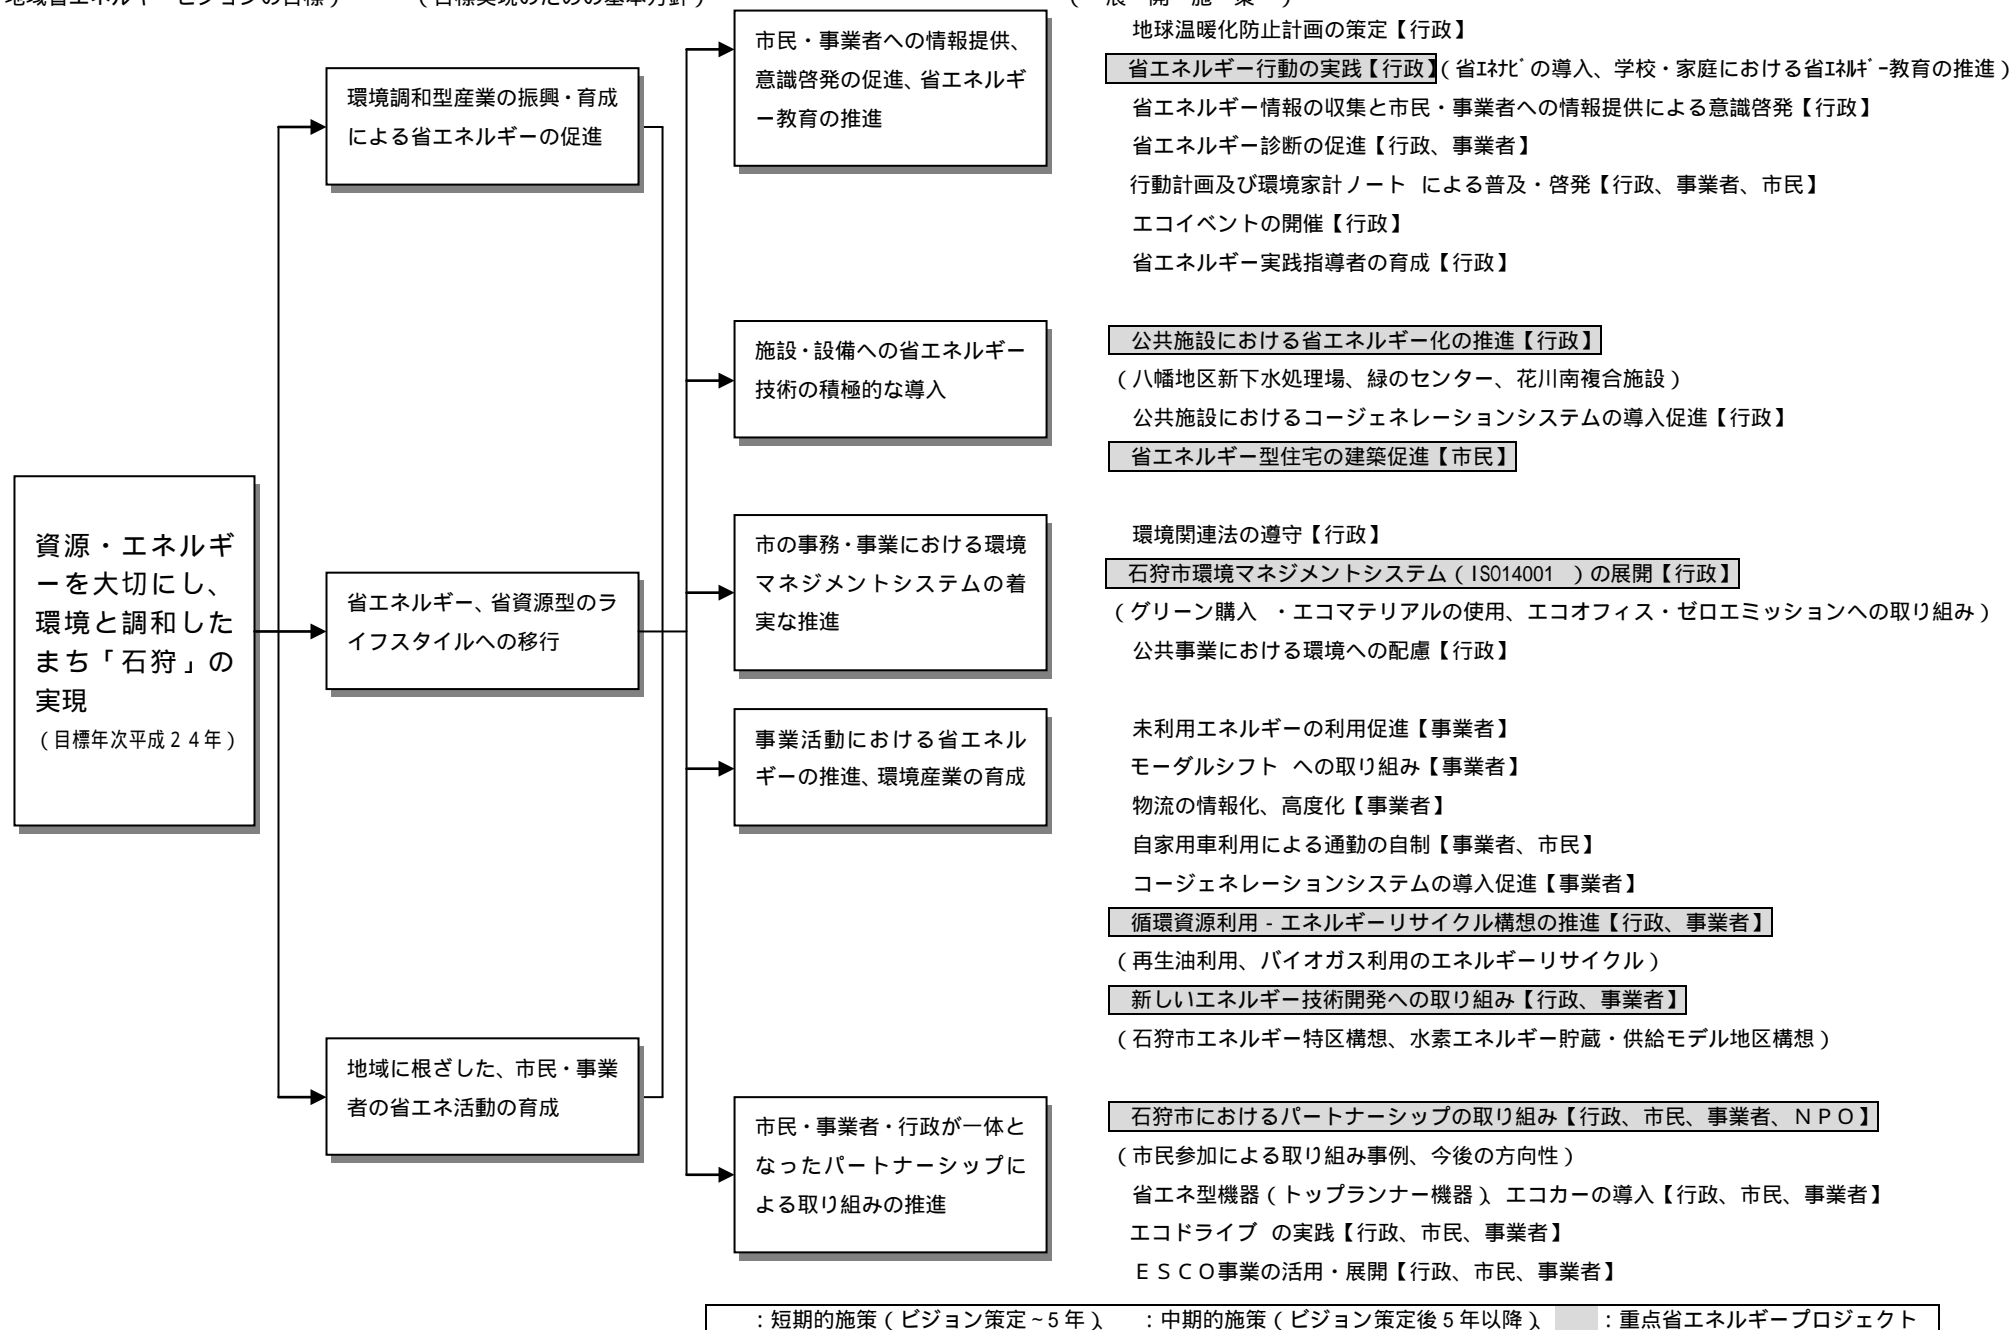 地域省エネルギービジョンの目標）
（目標実現のための基本方針）
（ 展 開 施 策 ）
資源・エネルギ
ーを大切にし、
環境と調和した
まち「石狩」の
実現
（目標年次平成２４年）
環境調和型産業の振興・育成
による省エネルギーの促進
省エネルギー、省資源型のラ
イフスタイルへの移行
地域に根ざした、市民・事業
者の省エネ活動の育成
市民・事業者への情報提供、
意識啓発の促進、省エネルギ
ー教育の推進
地球温暖化防止計画の策定【行政】
省エネルギー行動の実践【行政】（省ｴﾈﾅﾋﾞの導入、学校・家庭における省ｴﾈﾙｷﾞｰ教育の推進）
省エネルギー情報の収集と市民・事業者への情報提供による意識啓発【行政】
省エネルギー診断の促進【行政、事業者】
行動計画及び環境家計ノート による普及・啓発【行政、事業者、市民】
エコイベントの開催【行政】
省エネルギー実践指導者の育成【行政】
施設・設備への省エネルギー
技術の積極的な導入
公共施設における省エネルギー化の推進【行政】
（八幡地区新下水処理場、緑のセンター、花川南複合施設）
公共施設におけるコージェネレーションシステムの導入促進【行政】
省エネルギー型住宅の建築促進【市民】
市の事務・事業における環境
マネジメントシステムの着
実な推進
環境関連法の遵守【行政】
石狩市環境マネジメントシステム（ISO14001 ）の展開【行政】
（グリーン購入 ・エコマテリアルの使用、エコオフィス・ゼロエミッションへの取り組み）
公共事業における環境への配慮【行政】
事業活動における省エネル
ギーの推進、環境産業の育成
未利用エネルギーの利用促進【事業者】
モーダルシフト への取り組み【事業者】
物流の情報化、高度化【事業者】
自家用車利用による通勤の自制【事業者、市民】
コージェネレーションシステムの導入促進【事業者】
循環資源利用‐エネルギーリサイクル構想の推進【行政、事業者】
（再生油利用、バイオガス利用のエネルギーリサイクル）
新しいエネルギー技術開発への取り組み【行政、事業者】
（石狩市エネルギー特区構想、水素エネルギー貯蔵・供給モデル地区構想）
市民・事業者・行政が一体と
なったパートナーシップに
よる取り組みの推進
石狩市におけるパートナーシップの取り組み【行政、市民、事業者、ＮＰＯ】
（市民参加による取り組み事例、今後の方向性）
省エネ型機器（トップランナー機器）、エコカーの導入【行政、市民、事業者】
エコドライブ の実践【行政、市民、事業者】
ＥＳＣＯ事業の活用・展開【行政、市民、事業者】
：短期的施策（ビジョン策定～5年）、 ：中期的施策（ビジョン策定後５年以降）、 ：重点省エネルギープロジェクト